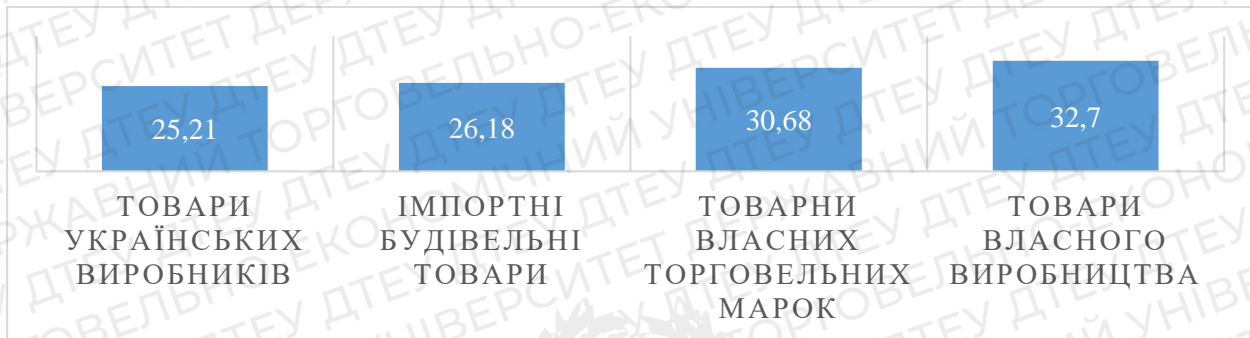 25,21 26,18 30,68 32,7
ТОВАРИ УКРАЇНСЬКИХ ВИРОБНИКІВ
ІМПОРТНІ БУДІВЕЛЬНІ ТОВАРИ
ТОВАРНИ ВЛАСНИХ ТОРГОВЕЛЬНИХ МАРОК
ТОВАРИ ВЛАСНОГО ВИРОБНИЦТВА